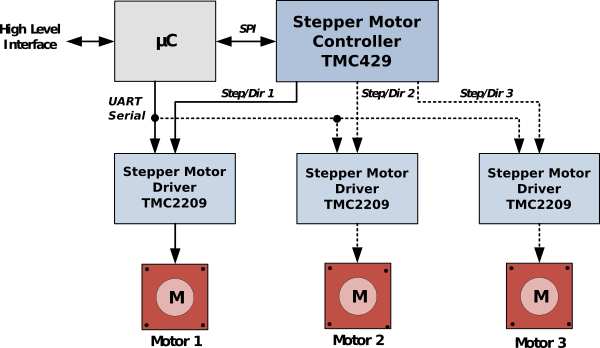 High Level
Interface
µC
SPI
Stepper Motor
Controller
TMC429
UART
Serial
Step/Dir 1
Step/Dir 2
Step/Dir 3
Stepper Motor
Driver
TMC2209
Stepper Motor
Driver
TMC2209
Stepper Motor
Driver
TMC2209
M
M
M
Motor 1
Motor 2
Motor 3